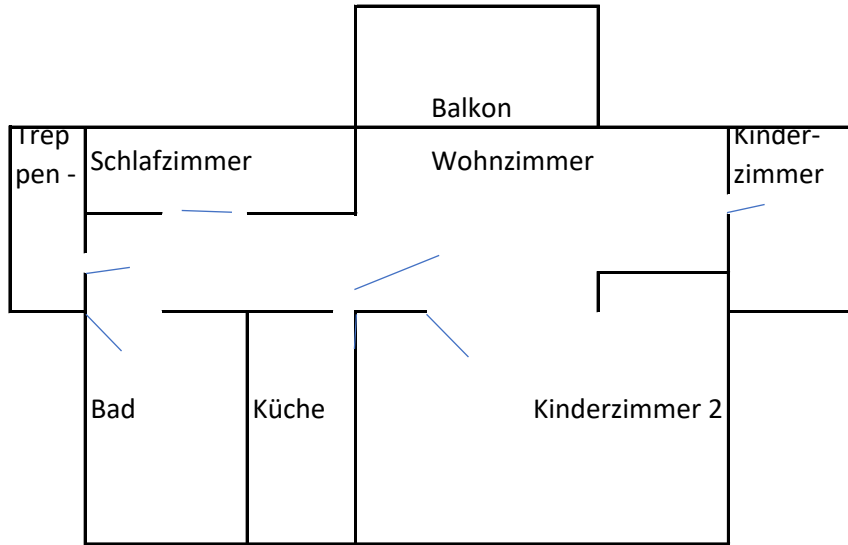 Balkon
Trep
pen -
Schlafzimmer
Wohnzimmer
Kinder-
zimmer
Bad
Küche
Kinderzimmer 2